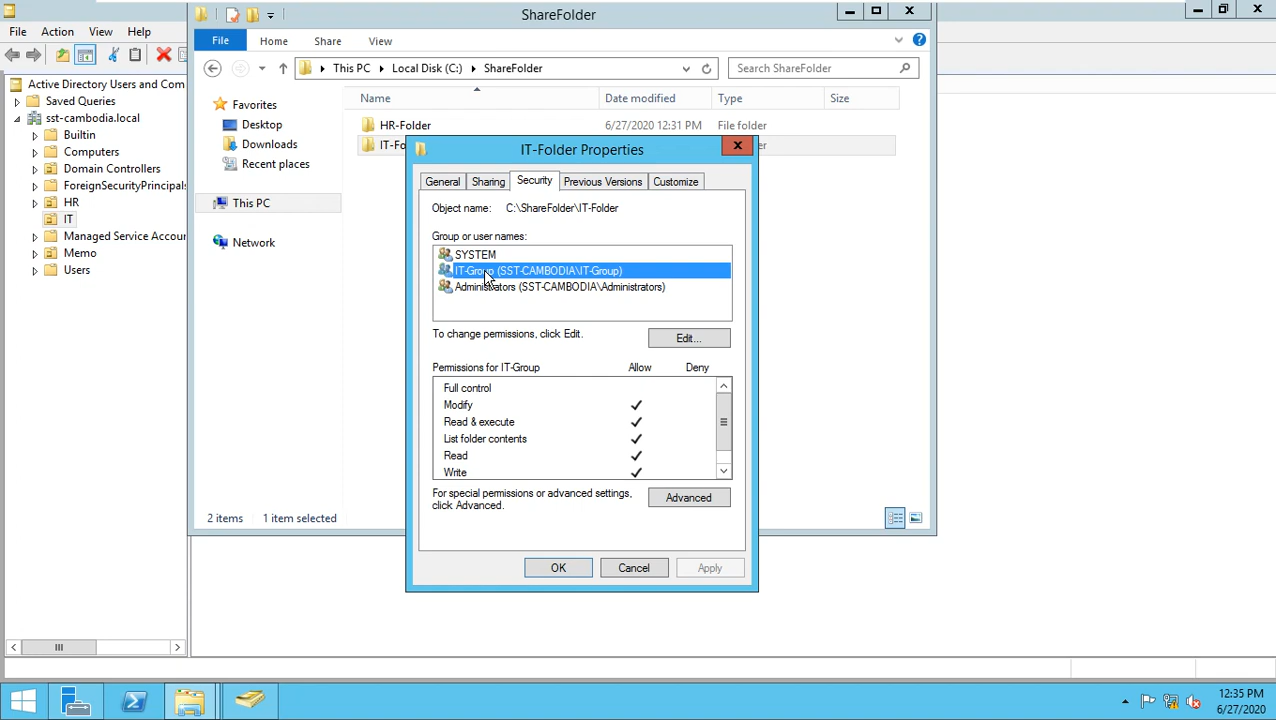 ShareFolder
File Action View Help
File Home Share View
This PC Local Disk (C:) ShareFolder
Search ShareFolder
Active Directory Users and Com
Saved Queries
sst-cambodia.local
Builtin
Computers
Domain Controllers
ForeignSecurityPrincipals
HR
IT
Managed Service Accour
Memo
Users
Favorites
Desktop
Downloads
Recent places
This PC
Network
Name Date modified Type Size
HR-Folder 6/27/2020 12:31 PM File folder
IT-Fo der
IT-Folder Properties
General Sharing Security Previous Versions Customize
Object name: C:\ShareFolder\IT-Folder
Group or user names:
SYSTEM
IT-Group (SST-CAMBODIA\IT-Group)
Administrators (SST-CAMBODIA\Administrators)
To change permissions, click Edit.
Edit...
Permissions for IT-Group Allow Deny
Full control
Modify
Read & execute
List folder contents
Read
Write
For special permissions or advanced settings,
click Advanced.
Advanced
OK Cancel Apply
2 items 1 item selected
12:35 PM
6/27/2020